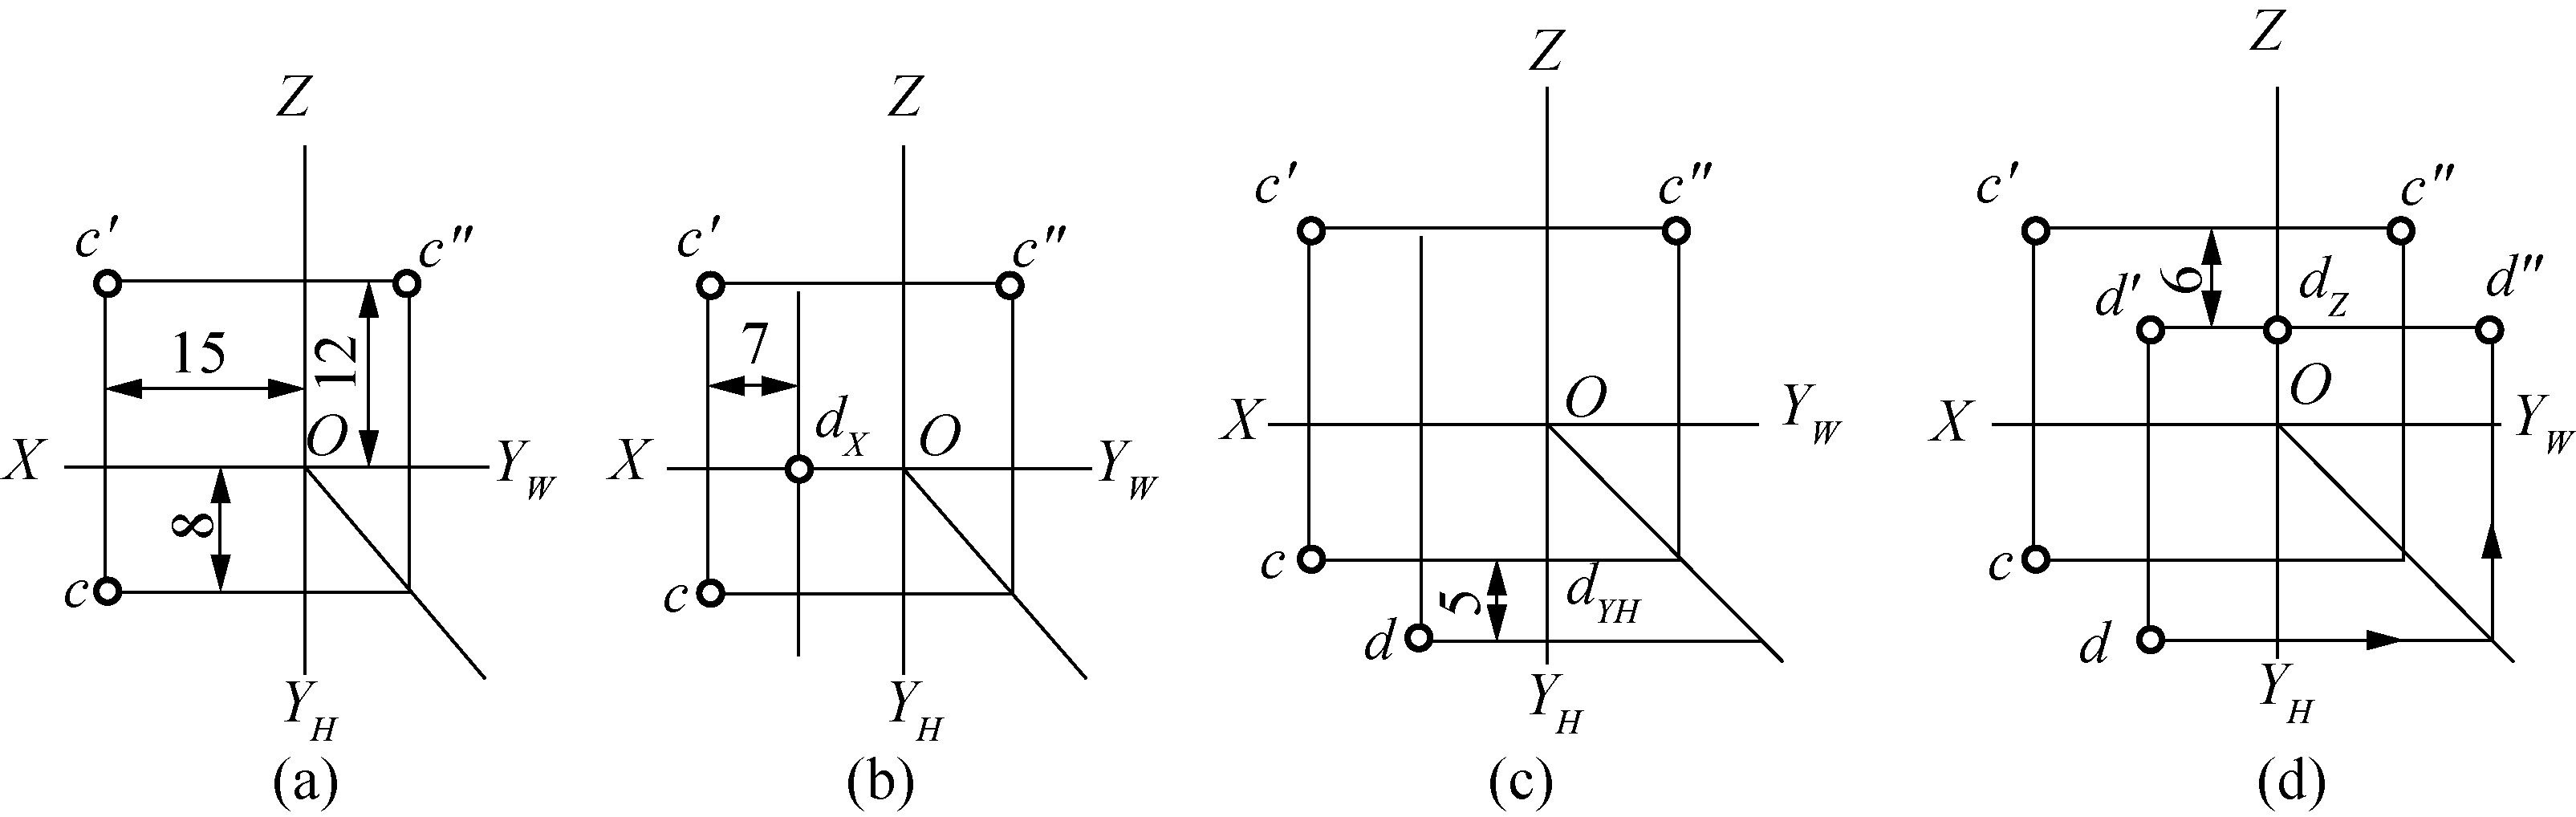 Z
c′
c″
15
12
O
X
Y_W
8
c
Y_H
(a)
Z
c′
c″
7
d_X
O
X
Y_W
c
Y_H
(b)
Z
c′
c″
O
X
Y_W
c
5
d_YH
d
Y_H
(c)
Z
c′
c″
6
d_Z
d′
d″
O
X
Y_W
c
d
Y_H
(d)